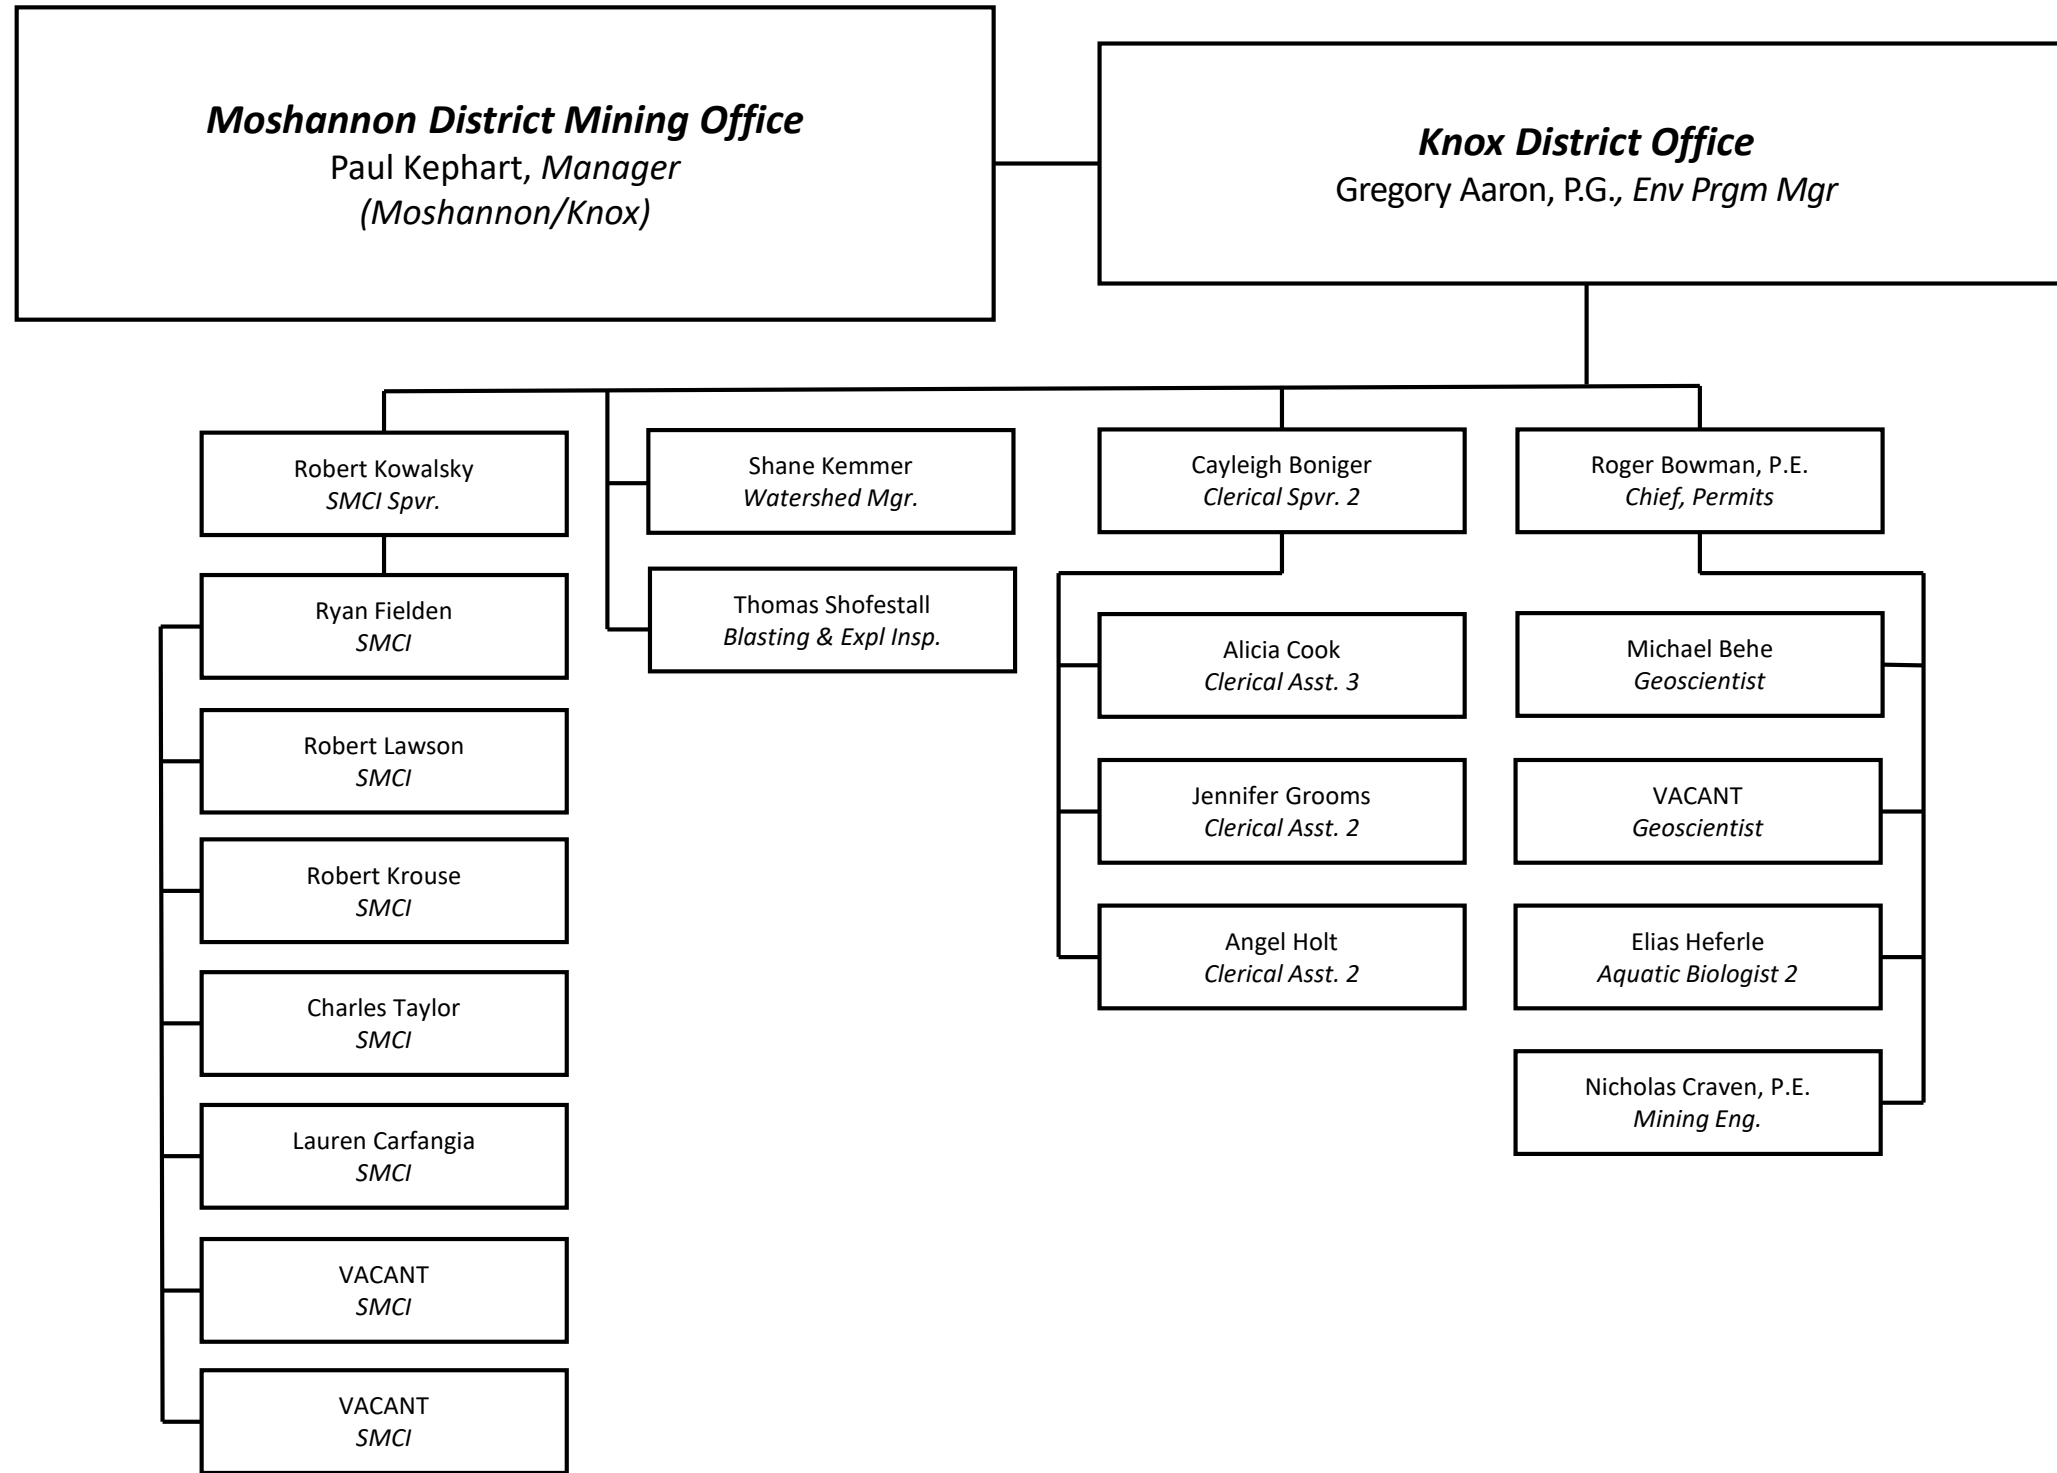 Moshannon District Mining Office
Paul Kephart, Manager
(Moshannon/Knox)
Knox District Office
Gregory Aaron, P.G., Env Prgm Mgr
Robert Kowalsky
SMCI Spvr.
Ryan Fielden
SMCI
Robert Lawson
SMCI
Robert Krouse
SMCI
Charles Taylor
SMCI
Lauren Carfangia
SMCI
VACANT
SMCI
VACANT
SMCI
Shane Kemmer
Watershed Mgr.
Thomas Shofestall
Blasting & Expl Insp.
Cayleigh Boniger
Clerical Spvr. 2
Alicia Cook
Clerical Asst. 3
Jennifer Grooms
Clerical Asst. 2
Angel Holt
Clerical Asst. 2
Roger Bowman, P.E.
Chief, Permits
Michael Behe
Geoscientist
VACANT
Geoscientist
Elias Heferle
Aquatic Biologist 2
Nicholas Craven, P.E.
Mining Eng.